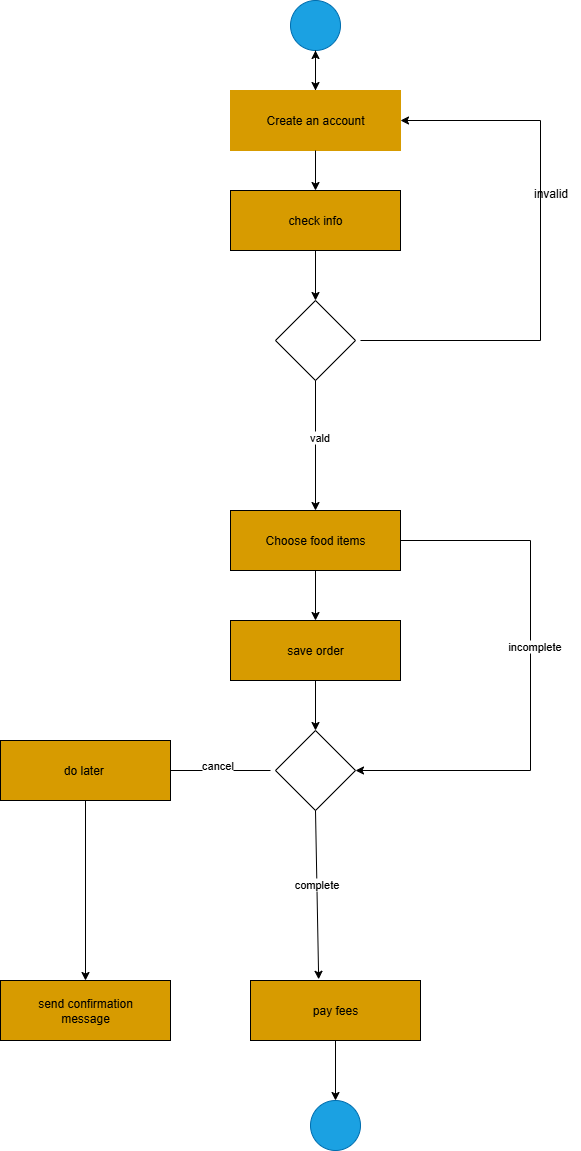 Create an account
invalid
check info
vald
Choose food items
incomplete
save order
cancel
do later
complete
send confirmation
message
pay fees